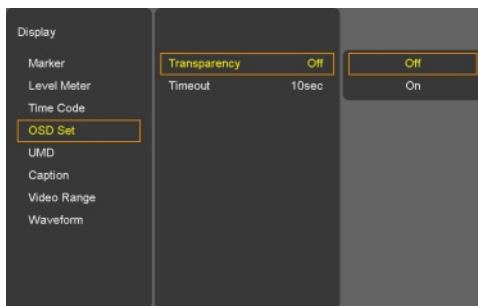 Display
Marker
Level Meter
Time Code
OSD Set
UMD
Caption
Video Range
Waveform
Transparency Off
Timeout 10sec
Off
On